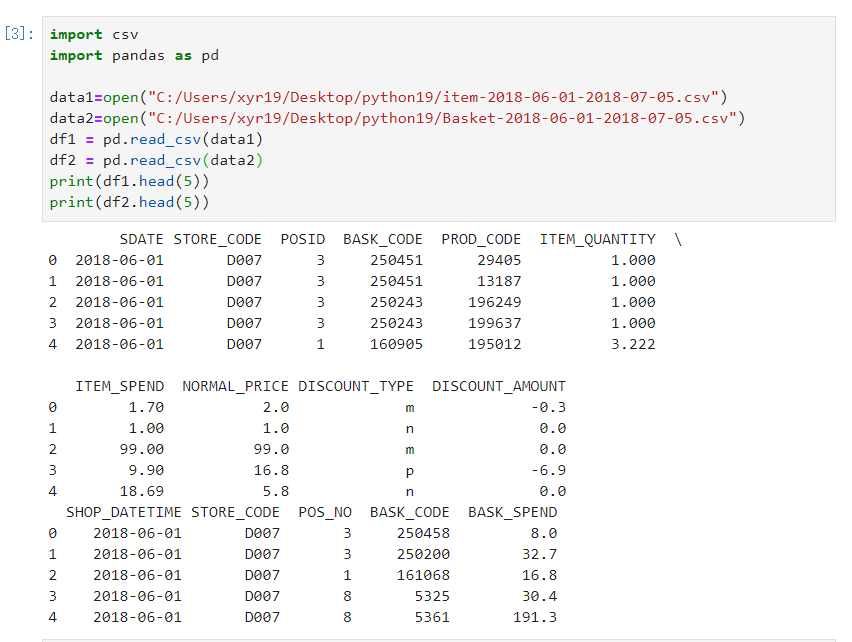 [3]: import csv
import pandas as pd
data1=open("C:/Users/xyr19/Desktop/python19/item-2018-06-01-2018-07-05.csv")
data2=open("C:/Users/xyr19/Desktop/python19/Basket-2018-06-01-2018-07-05.csv")
df1 = pd.read_csv(data1)
df2 = pd.read_csv(data2)
print(df1.head(5))
print(df2.head(5))
SDATE STORE_CODE POSID BASK_CODE PROD_CODE ITEM_QUANTITY \
0 2018-06-01 D007 3 250451 29405 1.000
1 2018-06-01 D007 3 250451 13187 1.000
2 2018-06-01 D007 3 250243 196249 1.000
3 2018-06-01 D007 3 250243 199637 1.000
4 2018-06-01 D007 1 160905 195012 3.222
ITEM_SPEND NORMAL_PRICE DISCOUNT_TYPE DISCOUNT_AMOUNT
0 1.70 2.0 m -0.3
1 1.00 1.0 n 0.0
2 99.00 99.0 m 0.0
3 9.90 16.8 p -6.9
4 18.69 5.8 n 0.0
SHOP_DATETIME STORE_CODE POS_NO BASK_CODE BASK_SPEND
0 2018-06-01 D007 3 250458 8.0
1 2018-06-01 D007 3 250200 32.7
2 2018-06-01 D007 1 161068 16.8
3 2018-06-01 D007 8 5325 30.4
4 2018-06-01 D007 8 5361 191.3